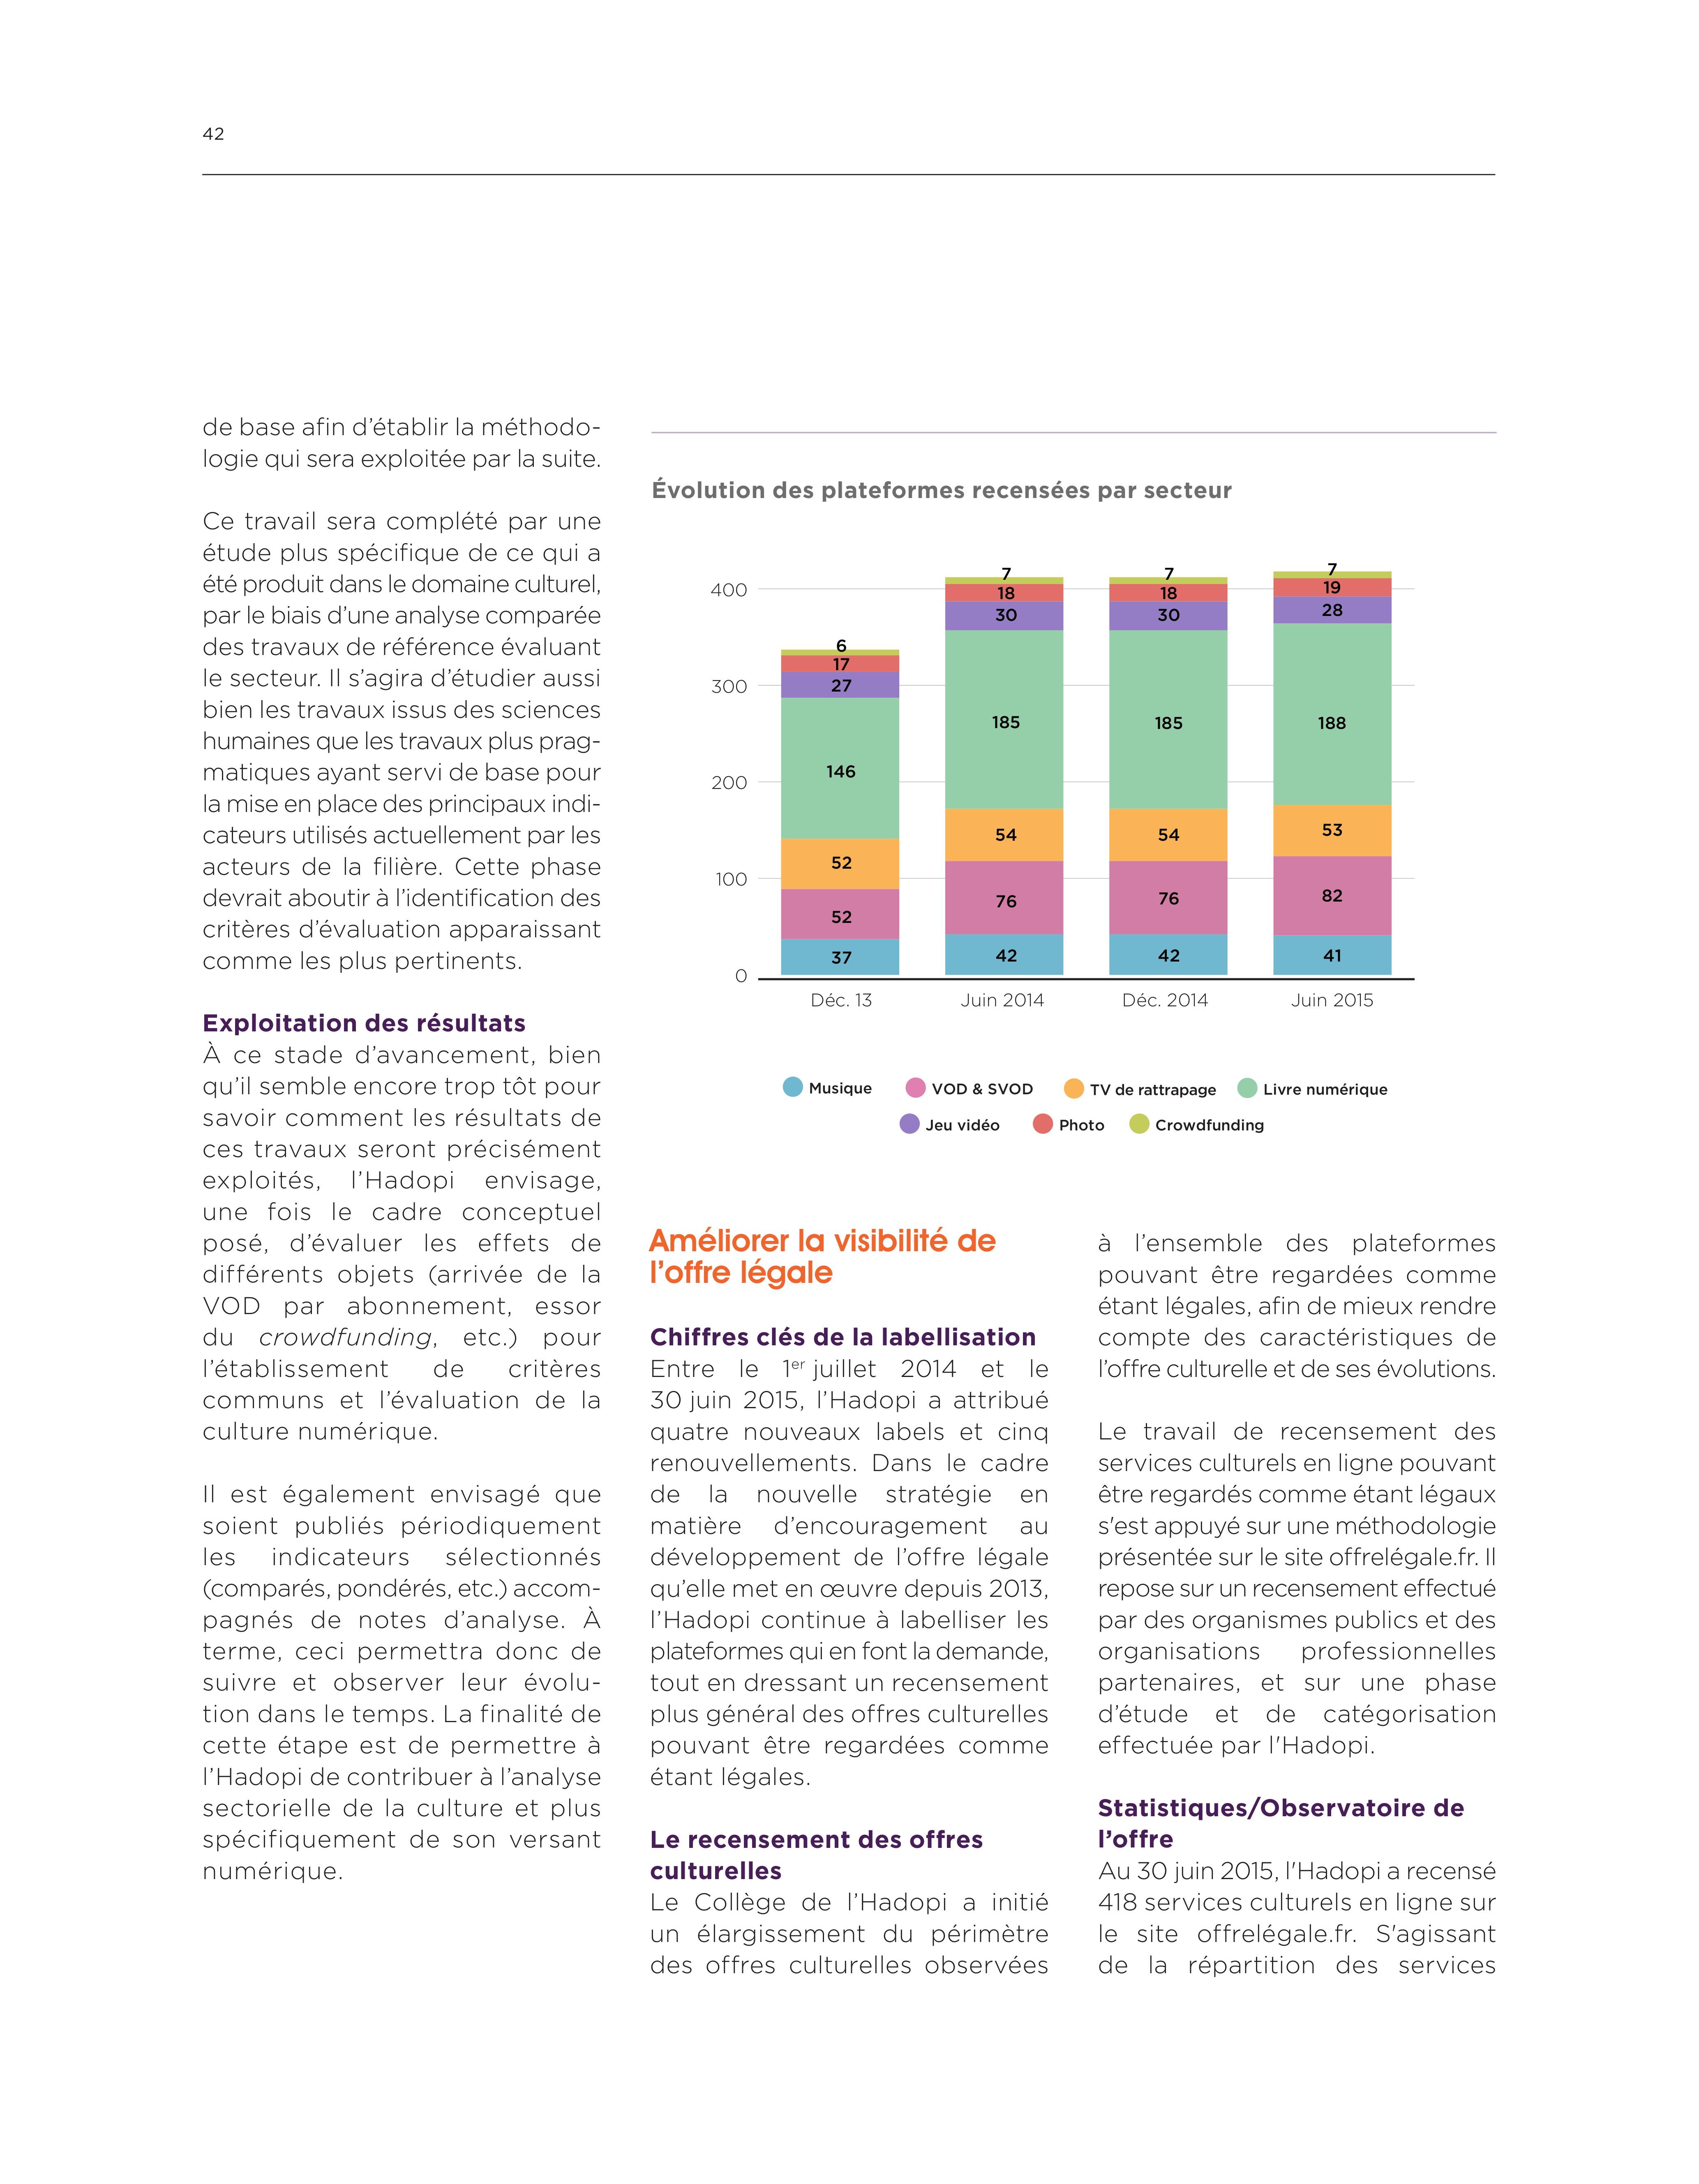 42
de base afin d’établir la méthodo-
logie qui sera exploitée par la suite.
Ce travail sera complété par une
étude plus spécifique de ce qui a
été produit dans le domaine culturel,
par le biais d’une analyse comparée
des travaux de référence évaluant
le secteur. Il s’agira d’étudier aussi
bien les travaux issus des sciences
humaines que les travaux plus prag-
matiques ayant servi de base pour
la mise en place des principaux indi-
cateurs utilisés actuellement par les
acteurs de la filière. Cette phase
devrait aboutir à l’identification des
critères d’évaluation apparaissant
comme les plus pertinents.
Exploitation des résultats
À ce stade d’avancement, bien
qu’il semble encore trop tôt pour
savoir comment les résultats de
ces travaux seront précisément
exploités, l’Hadopi envisage,
une fois le cadre conceptuel
posé, d’évaluer les effets de
différents objets (arrivée de la
VOD par abonnement, essor
du crowdfunding, etc.) pour
l’établissement de critères
communs et l’évaluation de la
culture numérique.
Il est également envisagé que
soient publiés périodiquement
les indicateurs sélectionnés
(comparés, pondérés, etc.) accom-
pagnés de notes d’analyse. À
terme, ceci permettra donc de
suivre et observer leur évolu-
tion dans le temps. La finalité de
cette étape est de permettre à
l’Hadopi de contribuer à l’analyse
sectorielle de la culture et plus
spécifiquement de son versant
numérique.
Évolution des plateformes recensées par secteur
7 7 7
400 18 18 19
30 30 28
6
17
300 27
185 185 188
146
200
54 54 53
52
100
76 76 82
52
37 42 42 41
0
Déc. 13 Juin 2014 Déc. 2014 Juin 2015
Musique VOD & SVOD TV de rattrapage Livre numérique
Jeu vidéo Photo Crowdfunding
Améliorer la visibilité de
l’offre légale
Chiffres clés de la labellisation
Entre le 1er juillet 2014 et le
30 juin 2015, l’Hadopi a attribué
quatre nouveaux labels et cinq
renouvellements. Dans le cadre
de la nouvelle stratégie en
matière d’encouragement au
développement de l’offre légale
qu’elle met en œuvre depuis 2013,
l’Hadopi continue à labelliser les
plateformes qui en font la demande,
tout en dressant un recensement
plus général des offres culturelles
pouvant être regardées comme
étant légales.
Le recensement des offres
culturelles
Le Collège de l’Hadopi a initié
un élargissement du périmètre
des offres culturelles observées
à l’ensemble des plateformes
pouvant être regardées comme
étant légales, afin de mieux rendre
compte des caractéristiques de
l’offre culturelle et de ses évolutions.
Le travail de recensement des
services culturels en ligne pouvant
être regardés comme étant légaux
s'est appuyé sur une méthodologie
présentée sur le site offrelégale.fr. Il
repose sur un recensement effectué
par des organismes publics et des
organisations professionnelles
partenaires, et sur une phase
d’étude et de catégorisation
effectuée par l'Hadopi.
Statistiques/Observatoire de
l’offre
Au 30 juin 2015, l'Hadopi a recensé
418 services culturels en ligne sur
le site offrelégale.fr. S'agissant
de la répartition des services